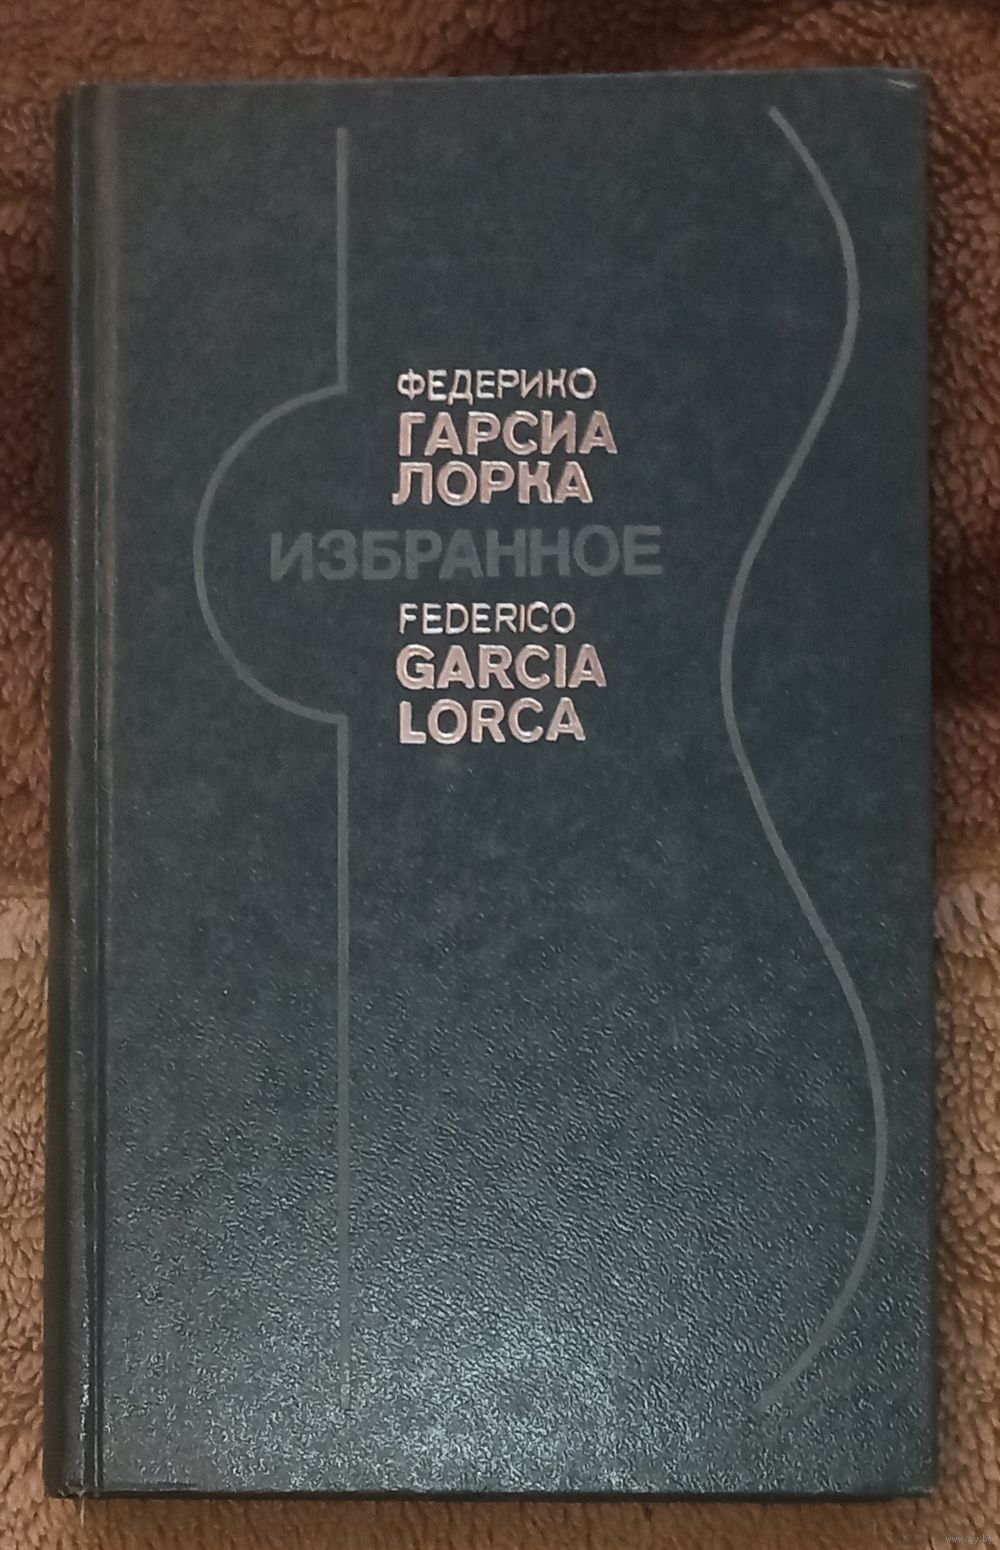 ФЕДЕРИКО
ГАРСИА
ЛОРКА
ИЗБРАННОЕ
FEDERICO
GARCIA
LORCA